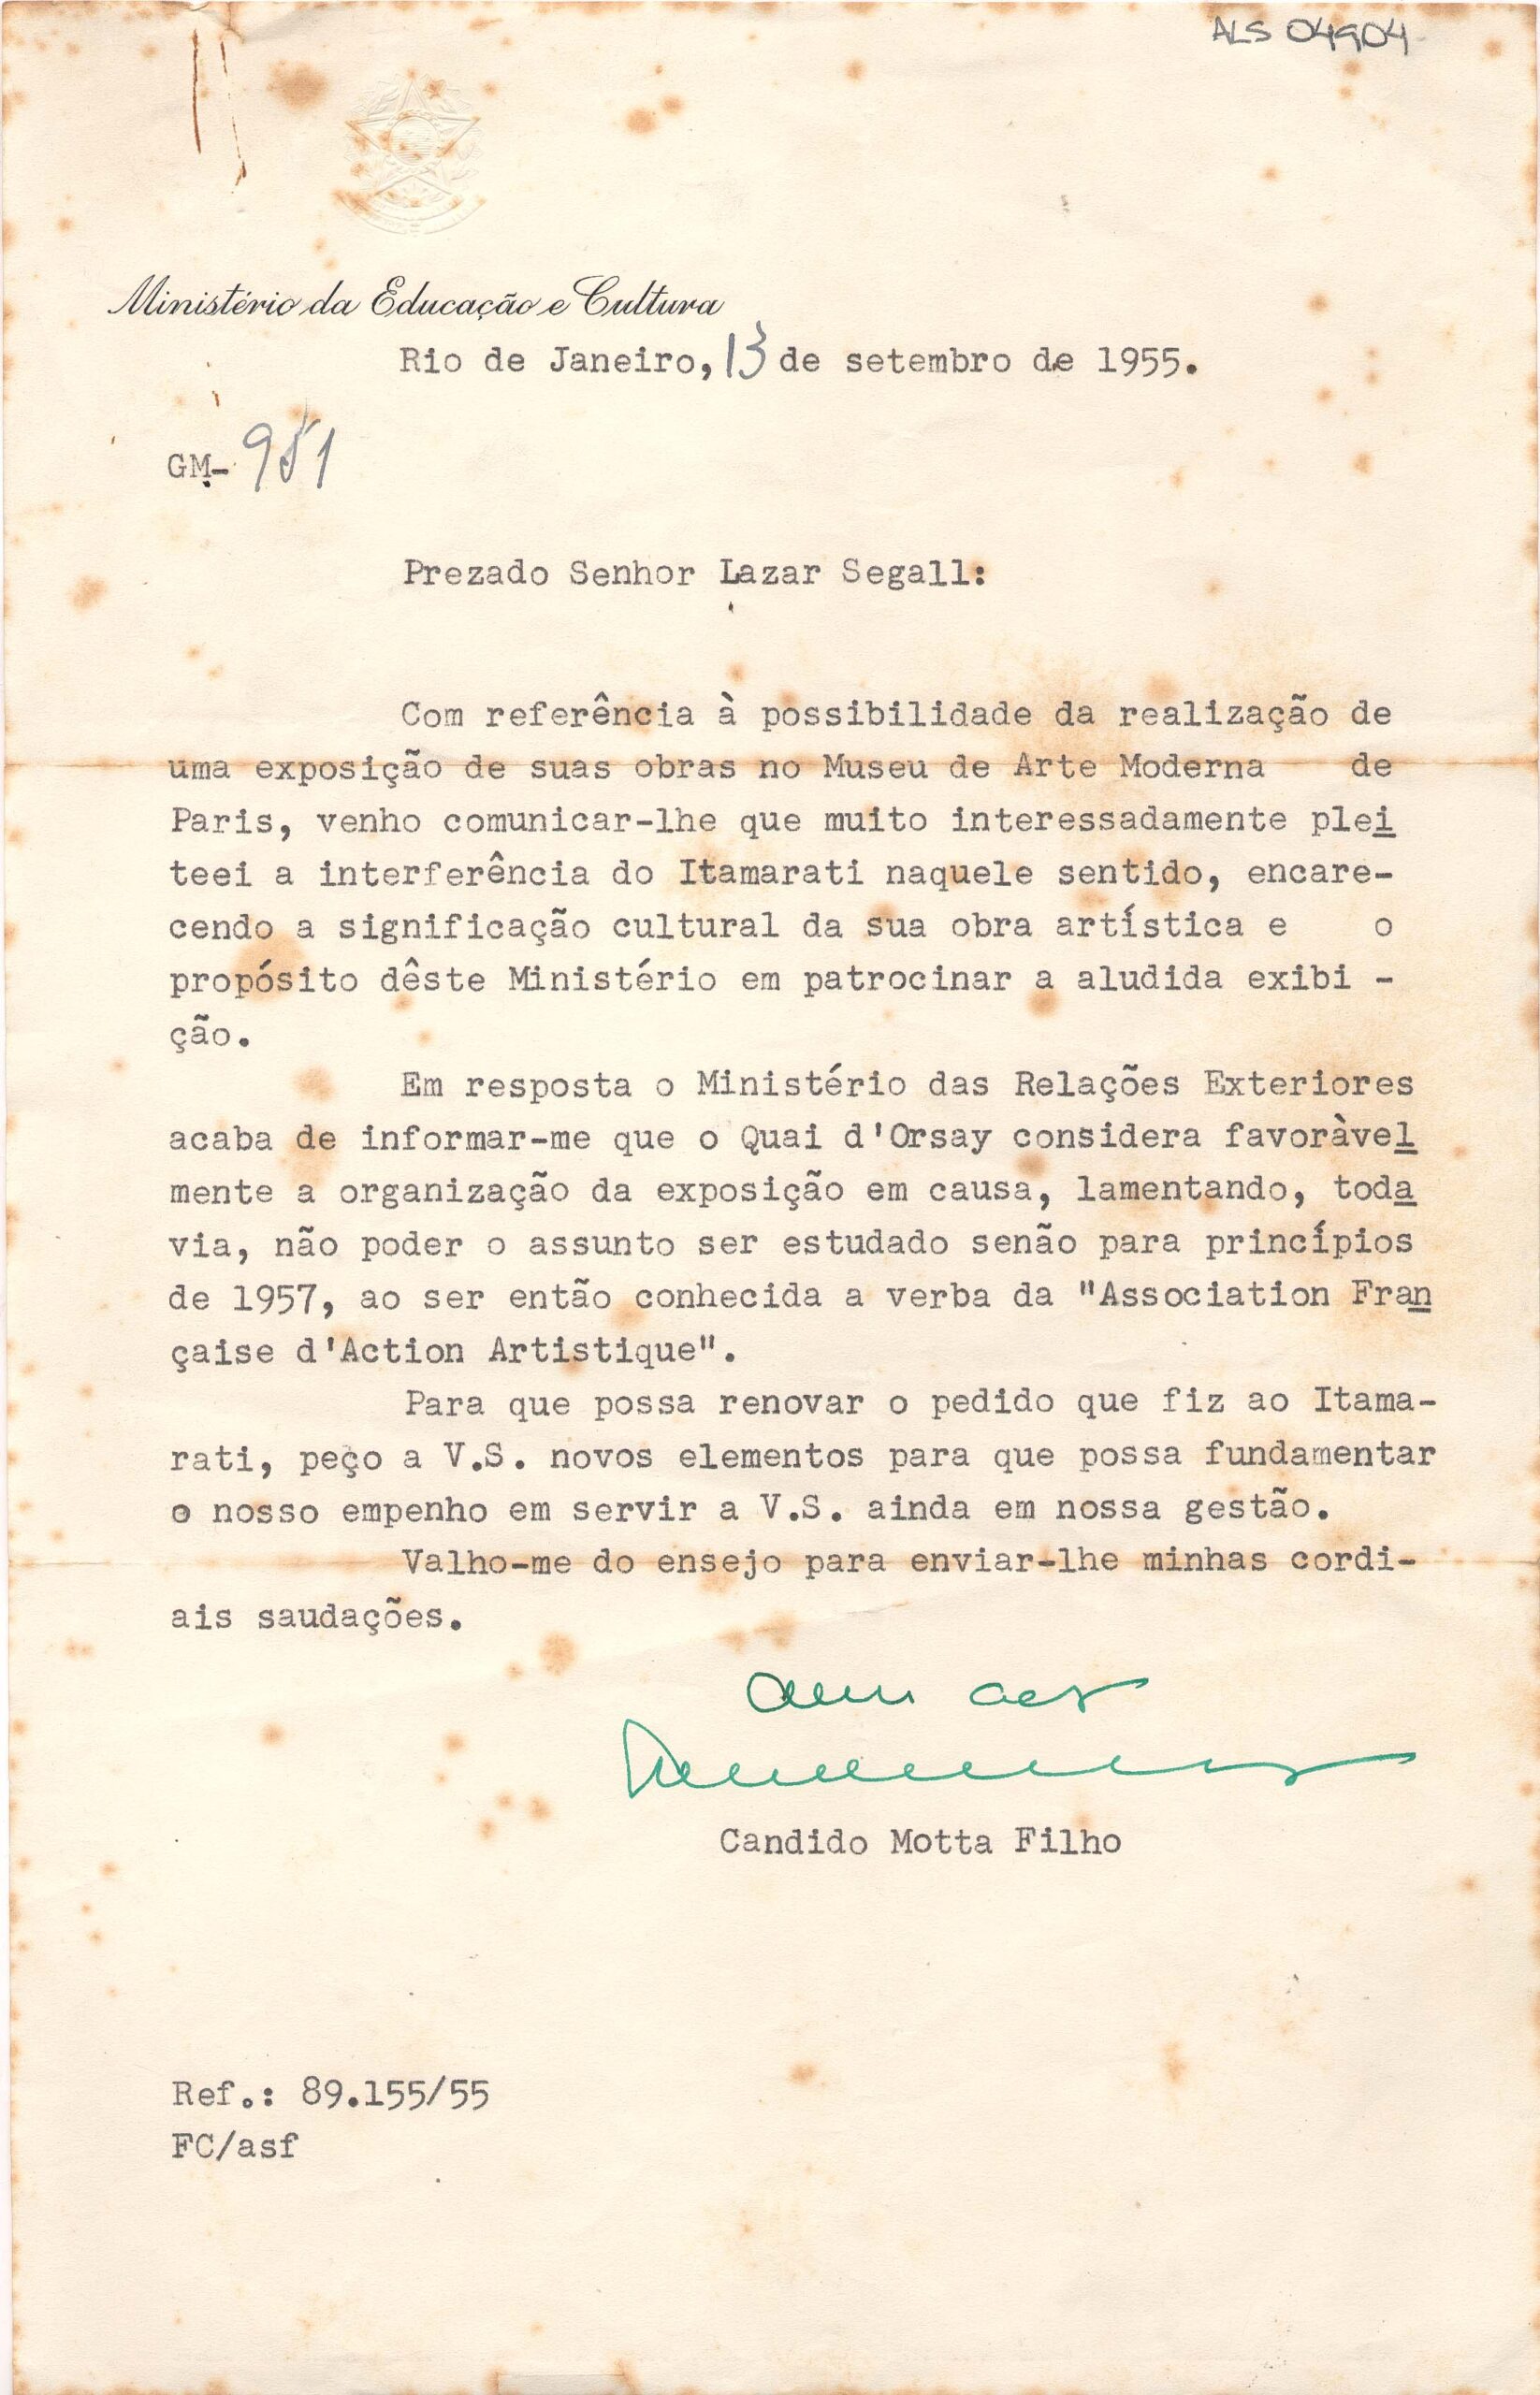 ALS 04904
Ministério da Educação e Cultura
Rio de Janeiro, 13 de setembro de 1955.
GM- 951
Prezado Senhor Lazar Segall:
Com referência à possibilidade da realização de
uma exposição de suas obras no Museu de Arte Moderna de
Paris, venho comunicar-lhe que muito interessadamente plei
teei a interferência do Itamarati naquele sentido, encare-
cendo a significação cultural da sua obra artística e o
propósito dêste Ministério em patrocinar a aludida exibi -
ção.
Em resposta o Ministério das Relações Exteriores
acaba de informar-me que o Quai d'Orsay considera favoràvel
mente a organização da exposição em causa, lamentando, toda
via, não poder o assunto ser estudado senão para princípios
de 1957, ao ser então conhecida a verba da "Association Fran
çaise d'Action Artistique".
Para que possa renovar o pedido que fiz ao Itama-
rati, peço a V.S. novos elementos para que possa fundamentar
o nosso empenho em servir a V.S. ainda em nossa gestão.
Valho-me do ensejo para enviar-lhe minhas cordi-
ais saudações.
Candido Motta Filho
Ref.: 89.155/55
FC/asf